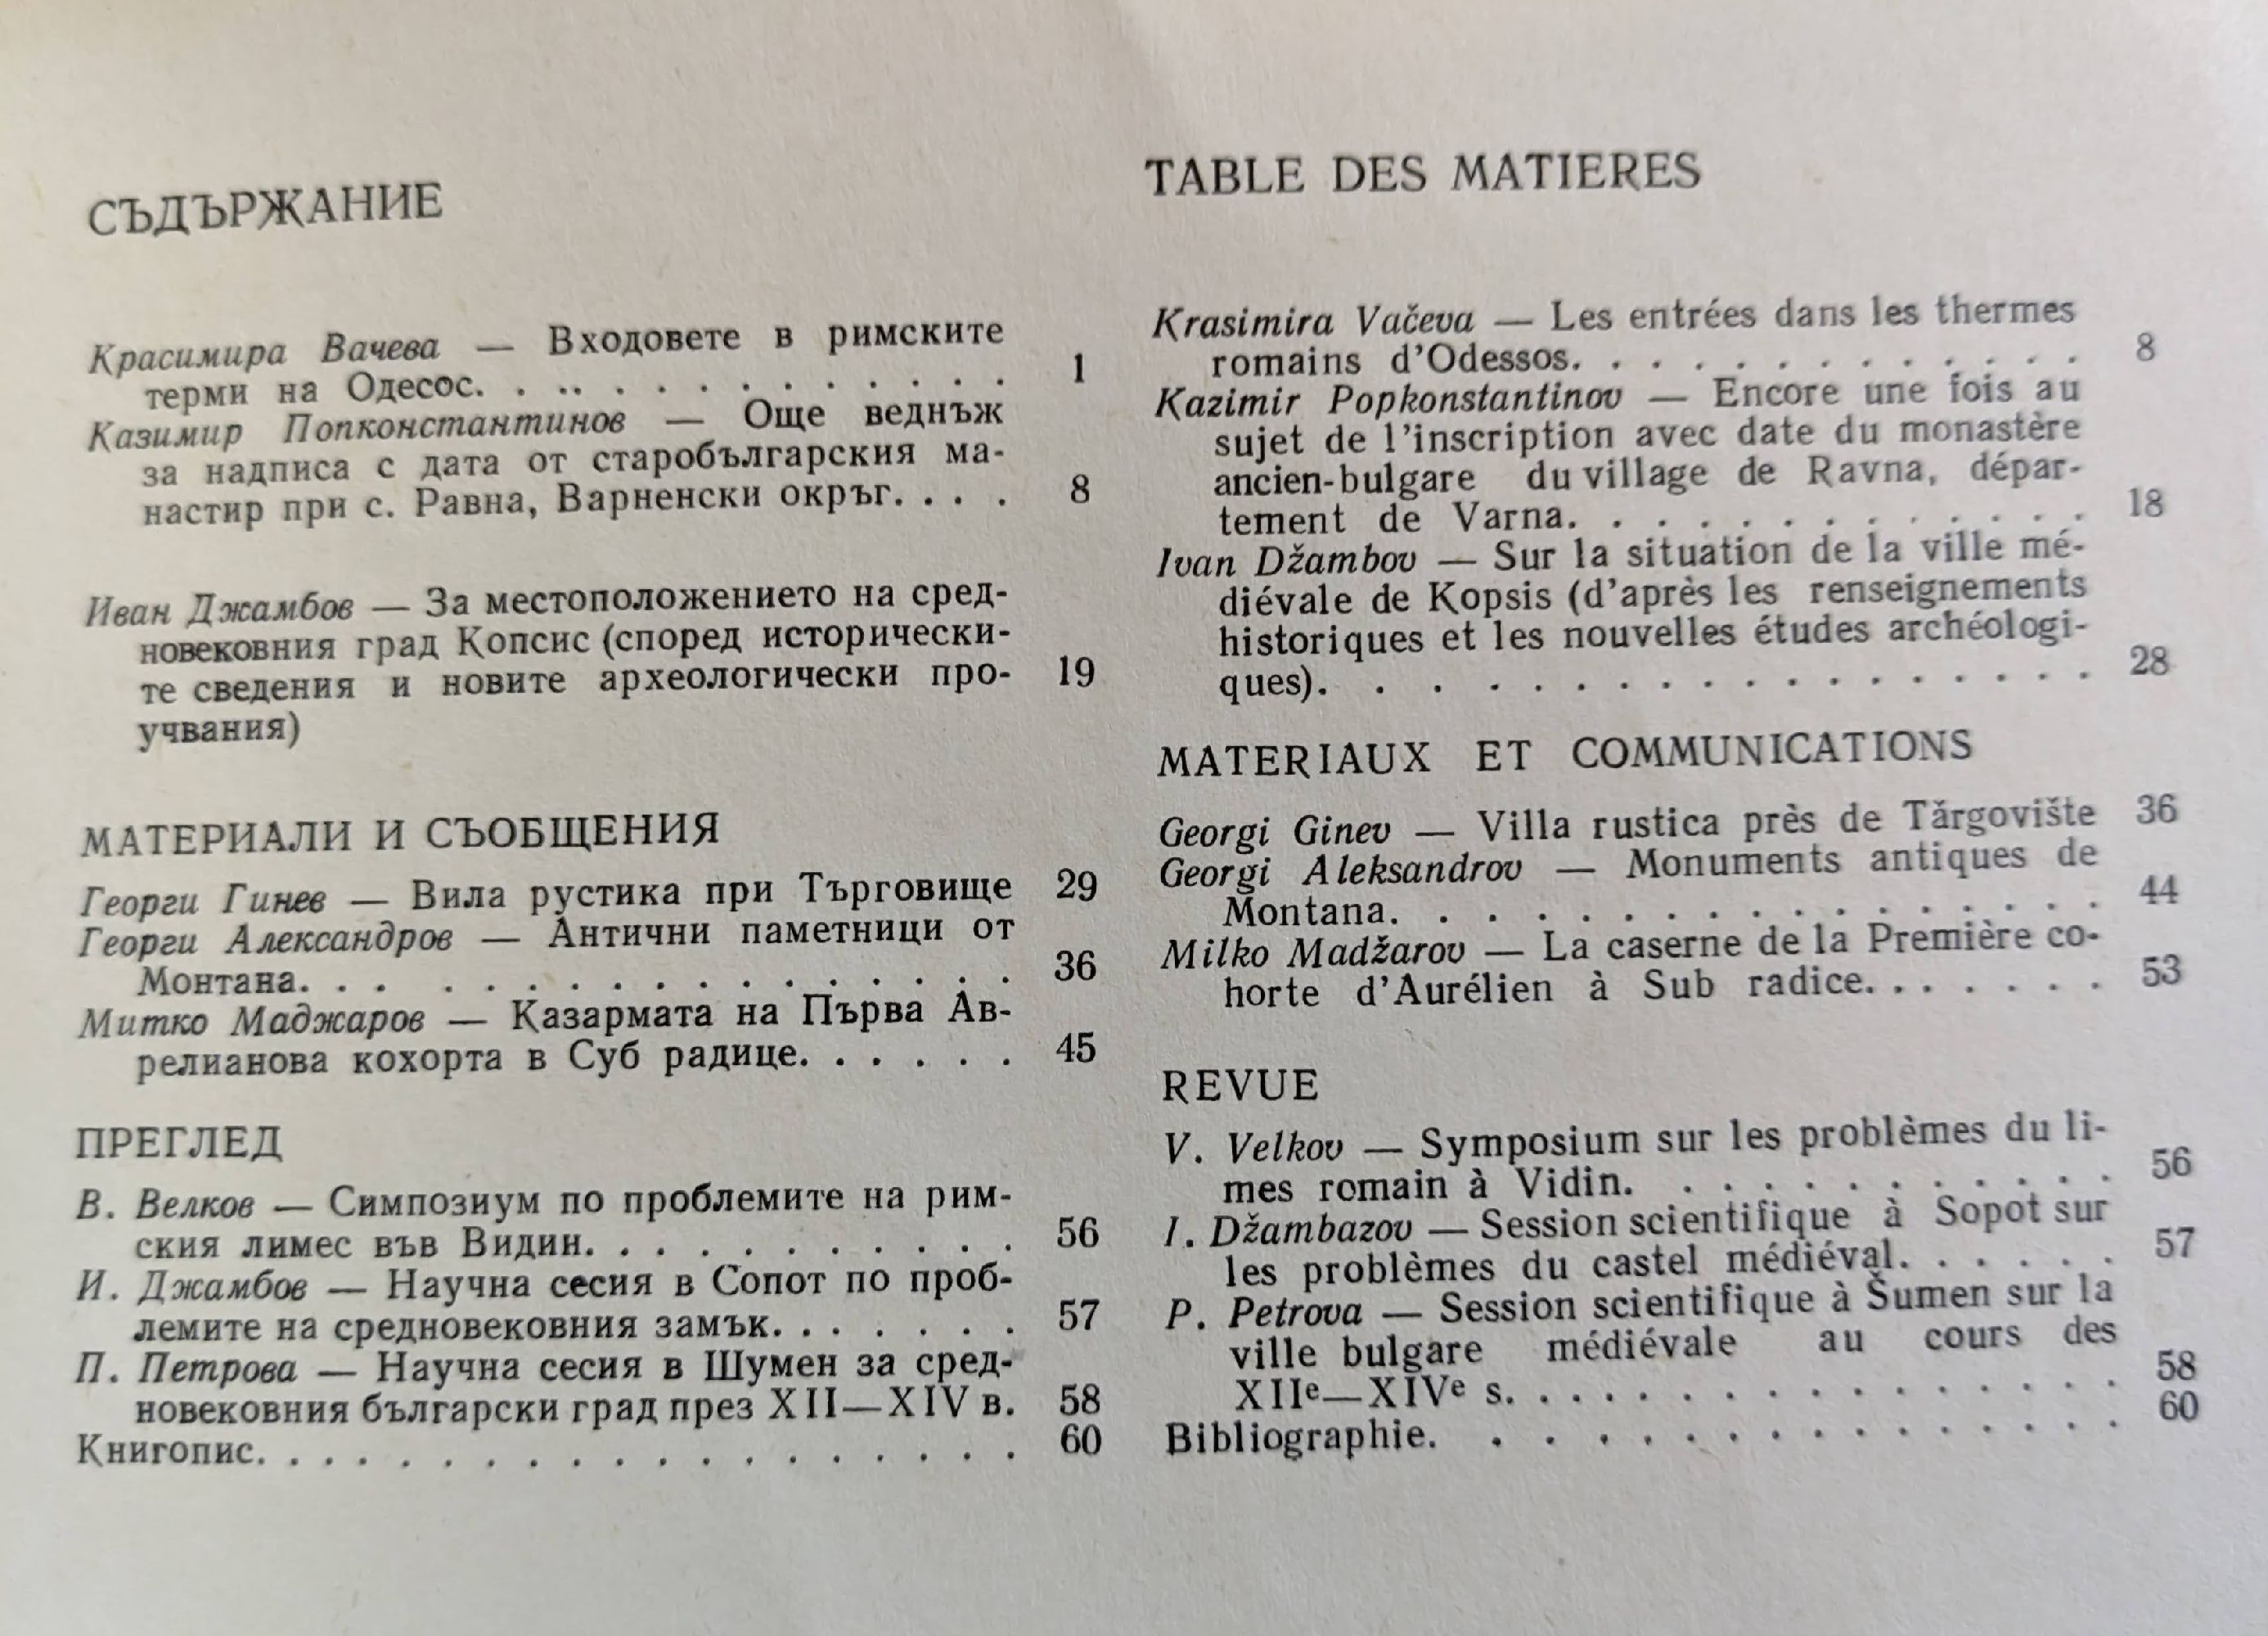 СЪДЪРЖАНИЕ
Красимира Вачева — Входовете в римските
терми на Одесос. . .. . . . . . . . . . . 1
Казимир Попконстантинов — Още веднъж
за надписа с дата от старобългарския ма-
настир при с. Равна, Варненски окръг. . . . 8
Иван Джамбов — За местоположението на сред-
новековния град Копсис (според исторически-
те сведения и новите археологически про- 19
учвания)
МАТЕРИАЛИ И СЪОБЩЕНИЯ
Георги Гинев — Вила рустика при Търговище 29
Георги Александров — Антични паметници от
Монтана. . . . . . . . . . . . . . . . . 36
Митко Маджаров — Казармата на Първа Ав-
релианова кохорта в Суб радице. . . . . . 45
ПРЕГЛЕД
В. Велков — Симпозиум по проблемите на рим-
ския лимес във Видин. . . . . . . . . . . 56
И. Джамбов — Научна сесия в Сопот по проб-
лемите на средновековния замък. . . . . . . 57
П. Петрова — Научна сесия в Шумен за сред-
новековния български град през XII—XIV в. 58
Книгопис. . . . . . . . . . . . . . . . . . . 60
TABLE DES MATIERES
Krasimira Vačeva — Les entrées dans les thermes
romains d'Odessos. . . . . . . . . . . . . 8
Kazimir Popkonstantinov — Encore une fois au
sujet de l'inscription avec date du monastère
ancien-bulgare du village de Ravna, dépar-
tement de Varna. . . . . . . . . . . . . 18
Ivan Džambov — Sur la situation de la ville mé-
diévale de Kopsis (d'après les renseignements
historiques et les nouvelles études archéologi-
ques). . . . . . . . . . . . . . . . . . . 28
MATERIAUX ET COMMUNICATIONS
Georgi Ginev — Villa rustica près de Tărgovište 36
Georgi Aleksandrov — Monuments antiques de
Montana. . . . . . . . . . . . . . . . . . 44
Milko Madžarov — La caserne de la Première co-
horte d'Aurélien à Sub radice. . . . . . . 53
REVUE
V. Velkov — Symposium sur les problèmes du li-
mes romain à Vidin. . . . . . . . . . . . 56
I. Džambazov — Session scientifique à Sopot sur
les problèmes du castel médiéval. . . . . . 57
P. Petrova — Session scientifique à Šumen sur la
ville bulgare médiévale au cours des
XIIe—XIVe s. . . . . . . . . . . . . . . . 58
Bibliographie. . . . . . . . . . . . . . . . 60